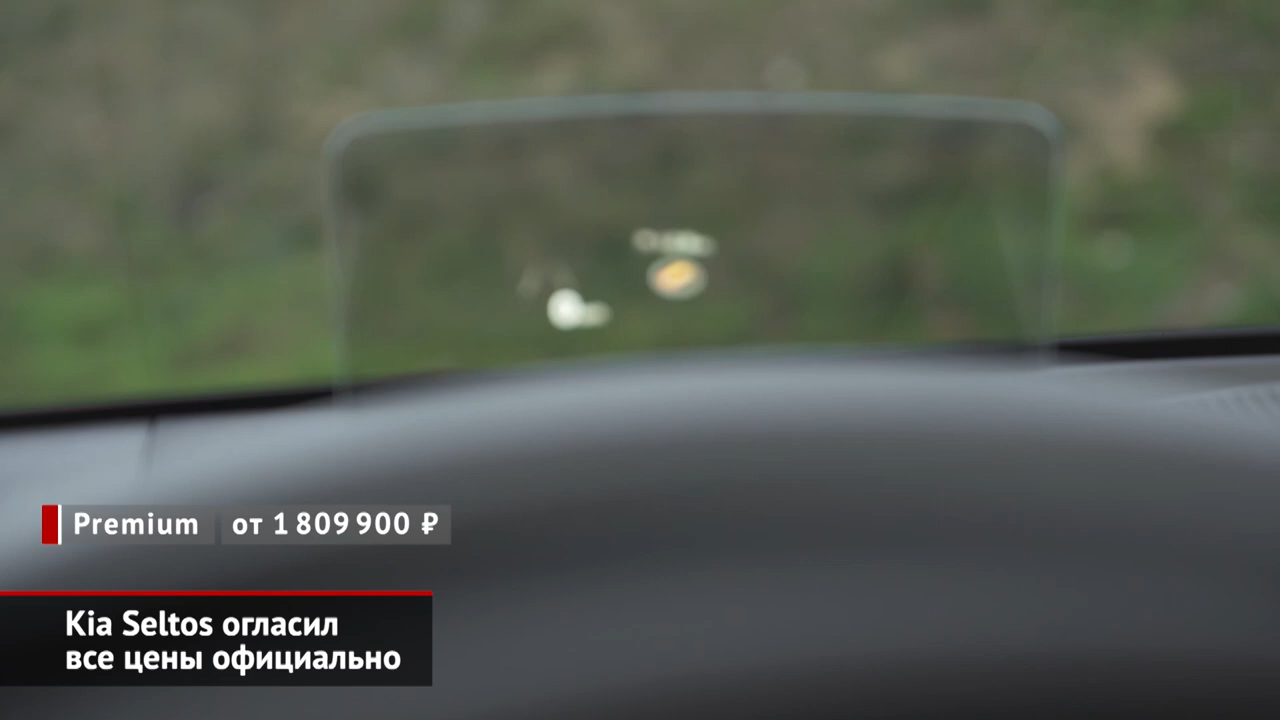 Premium от 1 809 900 ₽
Kia Seltos огласил
все цены официально